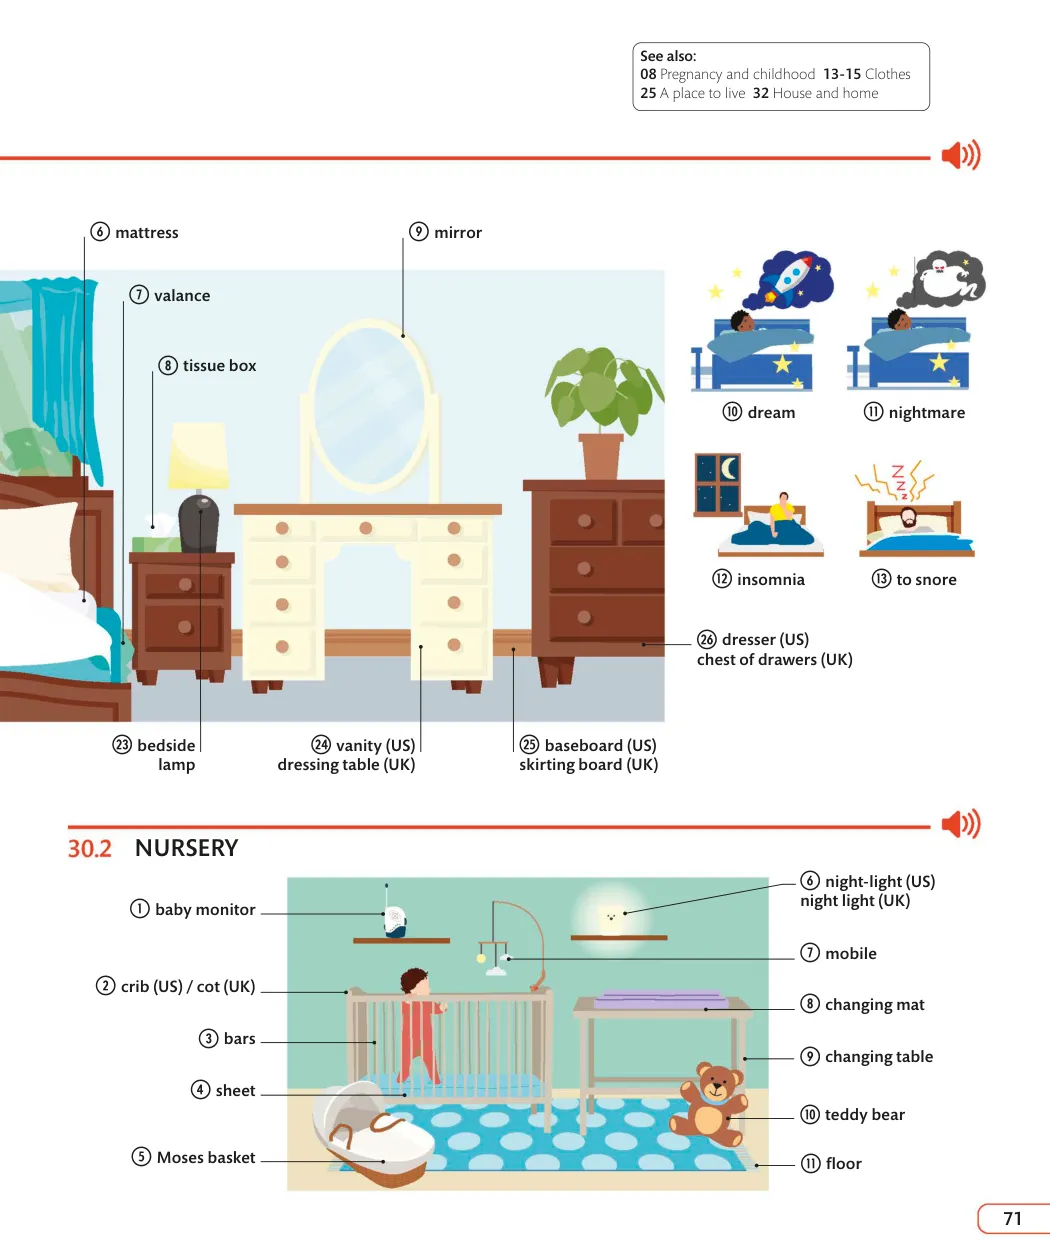 See also:
08 Pregnancy and childhood 13-15 Clothes
25 A place to live 32 House and home
⑥ mattress
⑨ mirror
⑦ valance
⑧ tissue box
⑩ dream
⑪ nightmare
⑫ insomnia
⑬ to snore
㉖ dresser (US)
chest of drawers (UK)
㉓ bedside
lamp
㉔ vanity (US)
dressing table (UK)
㉕ baseboard (US)
skirting board (UK)
30.2 NURSERY
① baby monitor
② crib (US) / cot (UK)
③ bars
④ sheet
⑤ Moses basket
⑥ night-light (US)
night light (UK)
⑦ mobile
⑧ changing mat
⑨ changing table
⑩ teddy bear
⑪ floor
Z
Z
Z
71